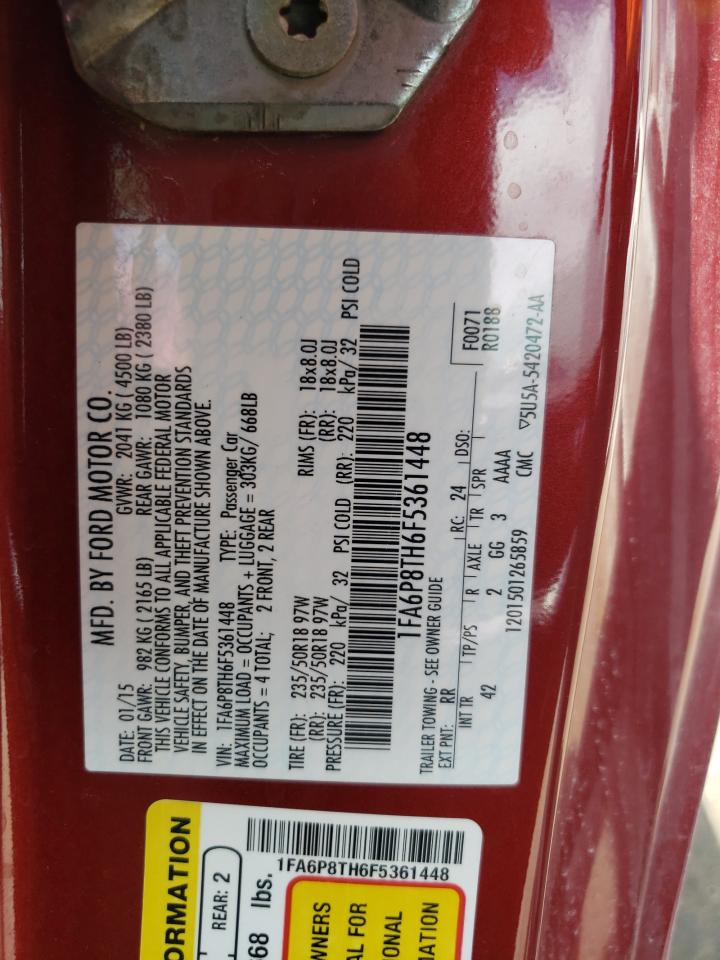 MFD. BY FORD MOTOR CO.
DATE: 01/15 GVWR: 2041 KG ( 4500 LB)
FRONT GAWR: 982 KG ( 2165 LB) REAR GAWR: 1080 KG ( 2380 LB)
THIS VEHICLE CONFORMS TO ALL APPLICABLE FEDERAL MOTOR
VEHICLE SAFETY, BUMPER, AND THEFT PREVENTION STANDARDS
IN EFFECT ON THE DATE OF MANUFACTURE SHOWN ABOVE.
VIN: 1FA6P8TH6F5361448 TYPE: Passenger Car
MAXIMUM LOAD = OCCUPANTS + LUGGAGE = 303KG/ 668LB
OCCUPANTS = 4 TOTAL; 2 FRONT, 2 REAR
TIRE (FR): 235/50R18 97W RIMS (FR): 18x8.0J
(RR): 235/50R18 97W (RR): 18x8.0J
PRESSURE (FR): 220 kPa/ 32 PSI COLD (RR): 220 kPa/ 32 PSI COLD
1FA6P8TH6F5361448
TRAILER TOWING - SEE OWNER GUIDE
EXT PNT: RR RC: 24 DSO: F0071
R0188
INT TR TP/PS R AXLE TR SPR
42 2 GG 3 AAAA
1201501265859 CMC ▽5U5A-5420472-AA
ORMATION
REAR: 2
68 lbs.
1FA6P8TH6F5361448
WNERS
AL FOR
IONAL
MATION